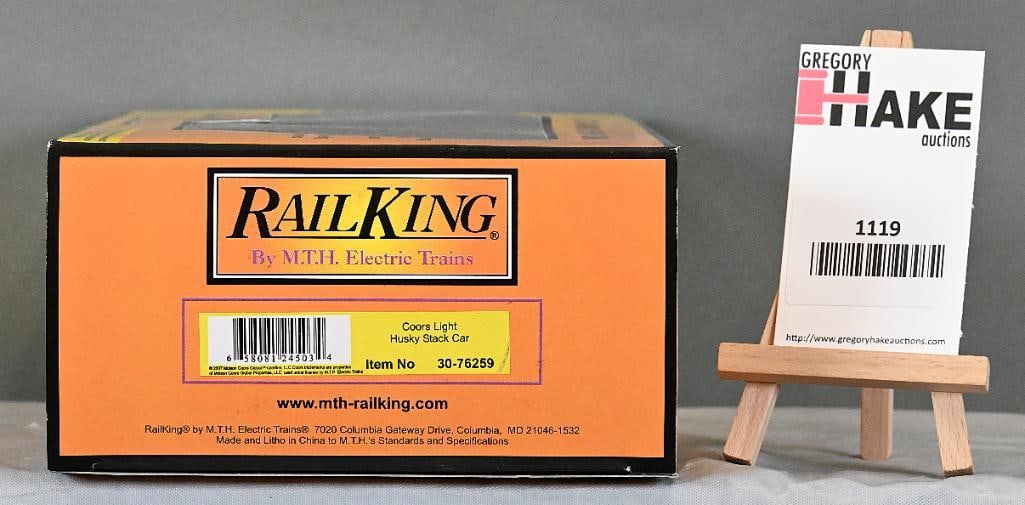 RAILKING®
By M.T.H. Electric Trains
Coors Light
Husky Stack Car
6 58081 24503 4
Item No 30-76259
www.mth-railking.com
RailKing® by M.T.H. Electric Trains® 7020 Columbia Gateway Drive, Columbia, MD 21046-1532
Made and Litho in China to M.T.H.'s Standards and Specifications
GREGORY
HAKE
auctions
1119
http://www.gregoryhakeauctions.com